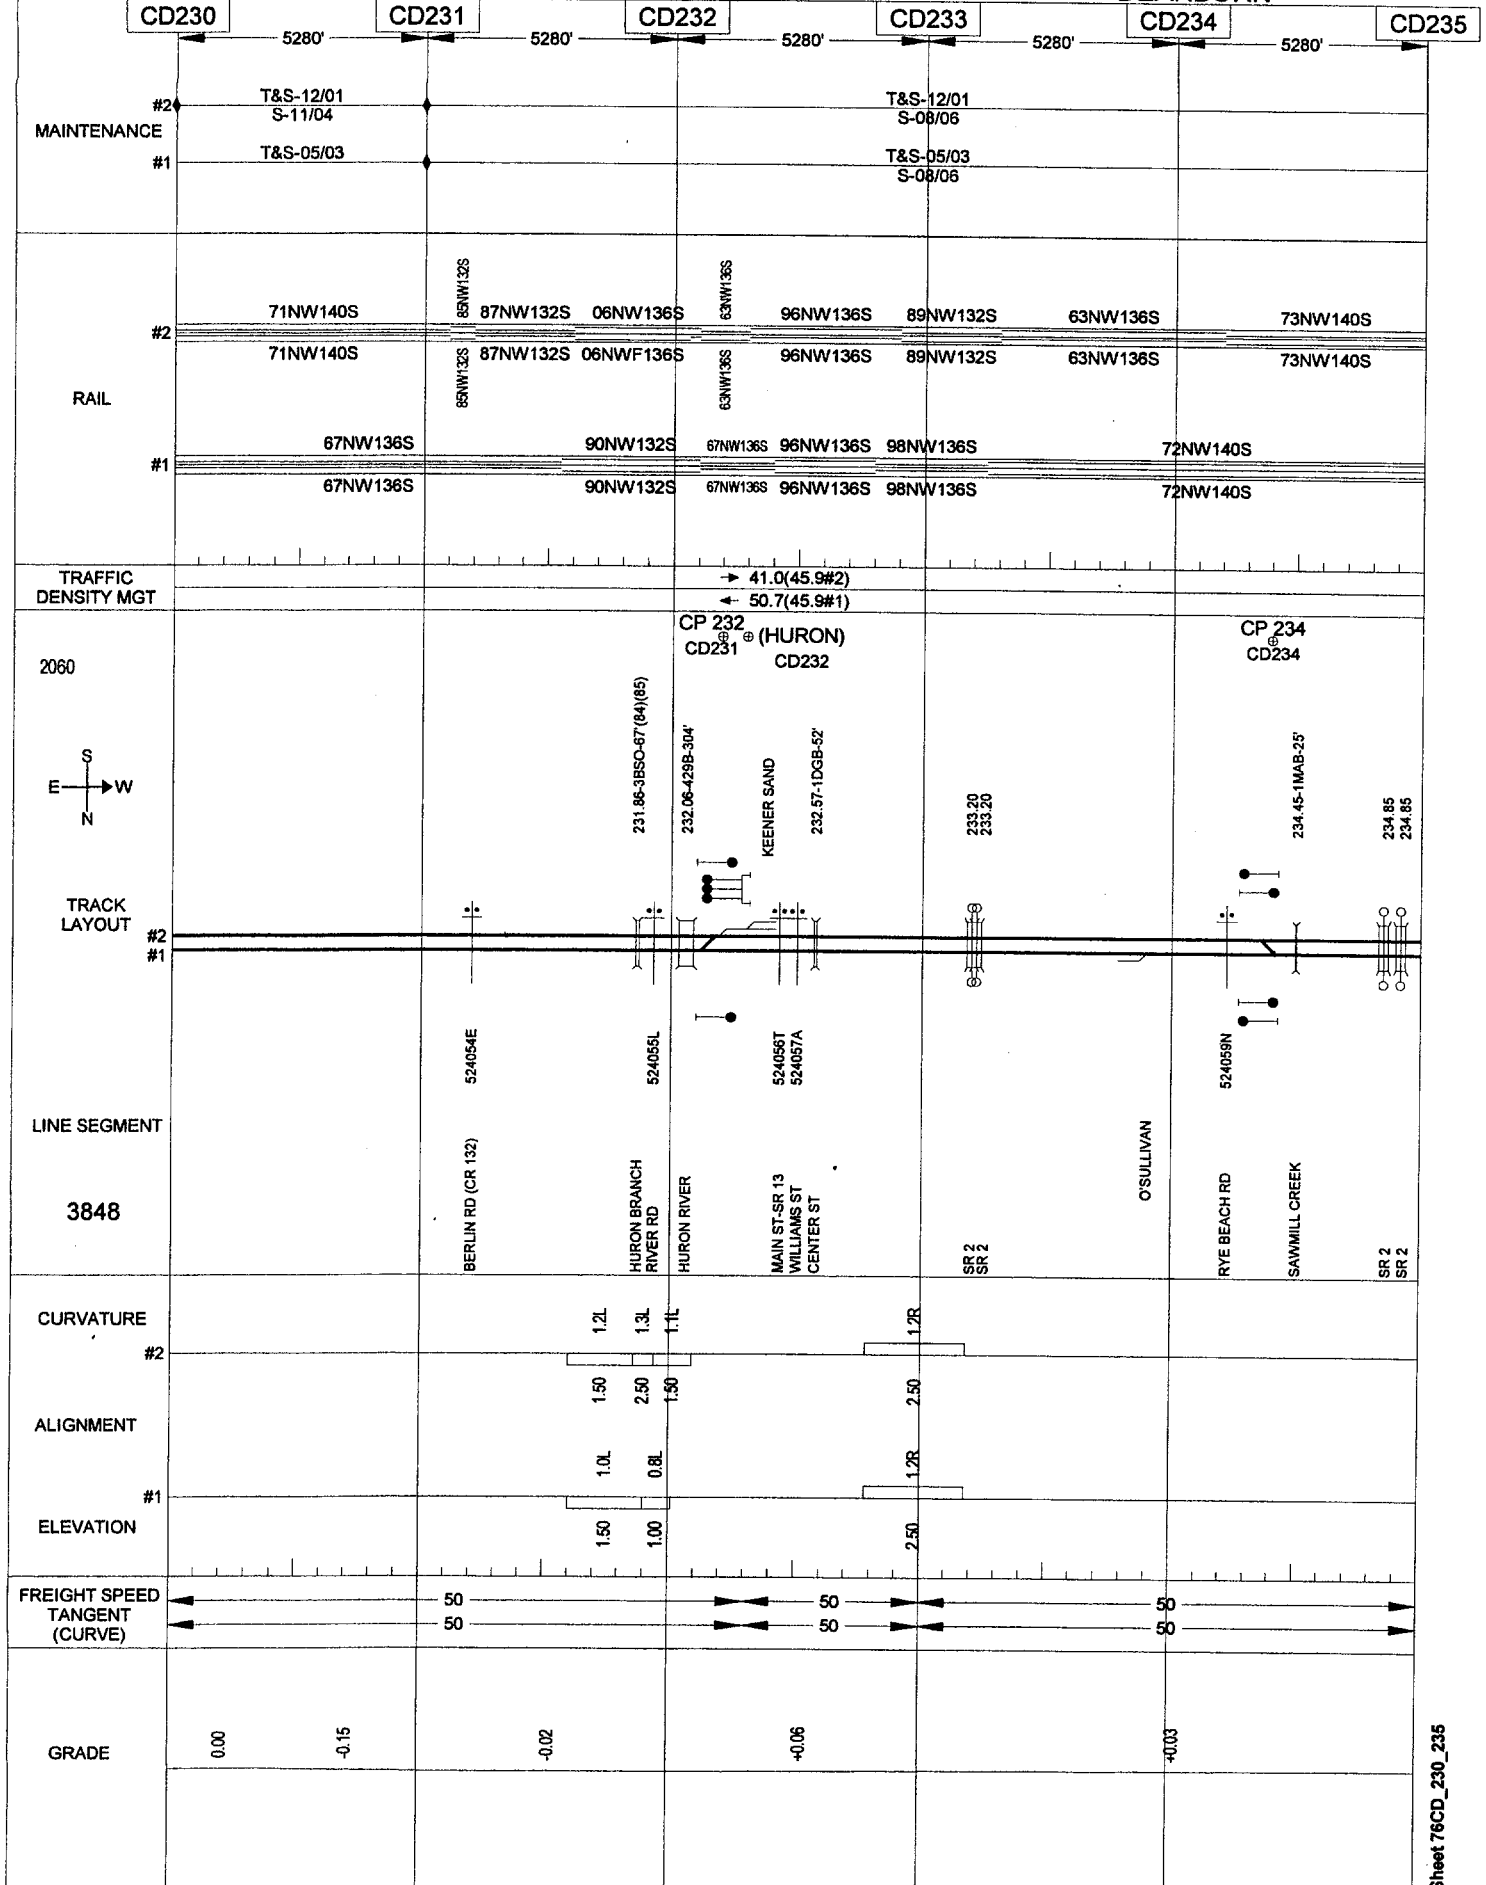 CD230 CD231 CD232 CD233 CD234 CD235
5280' 5280' 5280' 5280' 5280'
MAINTENANCE
#2 T&S-12/01 T&S-12/01
S-11/04 S-08/06
#1 T&S-05/03 T&S-05/03
S-08/06
RAIL
85NW132S 63NW136S
71NW140S 87NW132S 06NW136S 96NW136S 89NW132S 63NW136S 73NW140S
#2
71NW140S 87NW132S 06NWF136S 96NW136S 89NW132S 63NW136S 73NW140S
85NW132S 63NW136S
67NW136S 90NW132S 67NW136S 96NW136S 98NW136S 72NW140S
#1
67NW136S 90NW132S 67NW136S 96NW136S 98NW136S 72NW140S
TRAFFIC
DENSITY MGT
→ 41.0(45.9#2)
← 50.7(45.9#1)
CP 232 (HURON) CP 234
CD231 CD232 CD234
2060
S
E W
N
231.86-3BSO-67'(84)(85)
232.06-429B-304'
KEENER SAND
232.57-1DGB-52'
233.20
233.20
234.45-1MAB-25'
234.85
234.85
TRACK
LAYOUT
#2
#1
524054E
524055L
524056T
524057A
524059N
LINE SEGMENT
3848
BERLIN RD (CR 132)
HURON BRANCH
RIVER RD
HURON RIVER
MAIN ST-SR 13
WILLIAMS ST
CENTER ST
SR 2
SR 2
O'SULLIVAN
RYE BEACH RD
SAWMILL CREEK
SR 2
SR 2
CURVATURE
1.2L 1.3L 1.1L 1.2R
#2
1.50 2.50 1.50 2.50
ALIGNMENT
1.0L 0.8L 1.2R
#1
1.50 1.00 2.50
ELEVATION
FREIGHT SPEED
TANGENT
(CURVE)
50 50 50
50 50 50
GRADE
0.00 -0.15 -0.02 +0.06 +0.03
Sheet 76CD_230_235